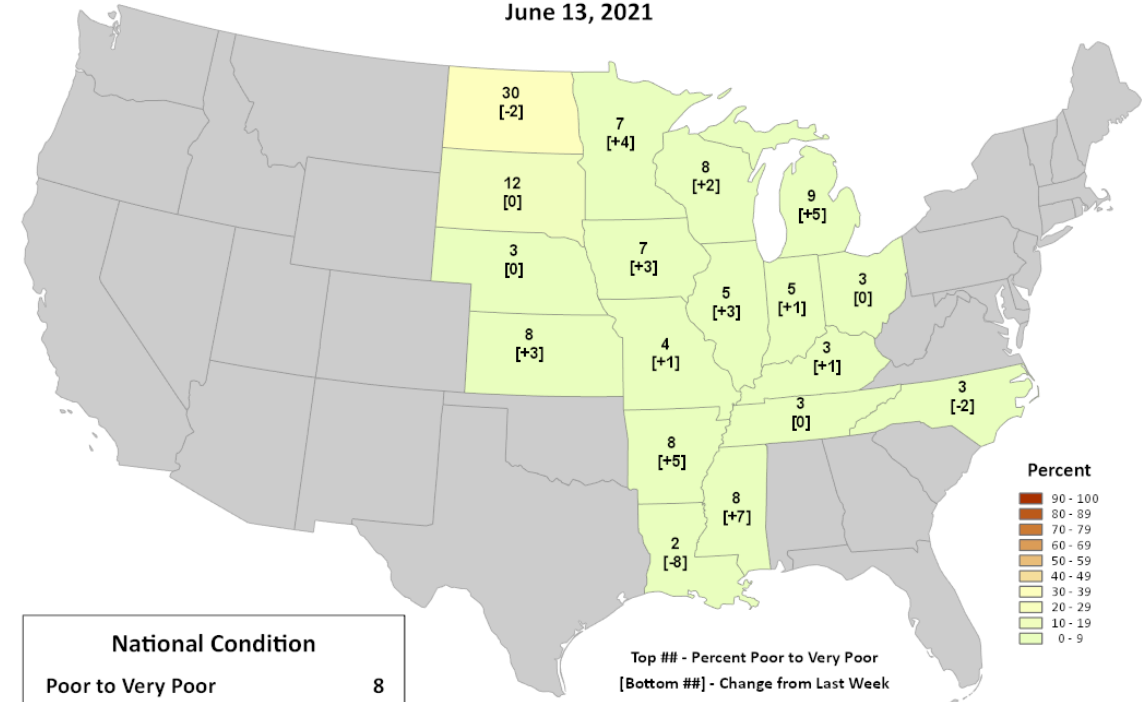 June 13, 2021
30
[-2]
7
[+4]
8
[+2]
9
[+5]
12
[0]
3
[0]
7
[+3]
5
[+3]
5
[+1]
3
[0]
8
[+3]
4
[+1]
3
[+1]
3
[0]
3
[-2]
8
[+5]
8
[+7]
2
[-8]
Percent
90 - 100
80 - 89
70 - 79
60 - 69
50 - 59
40 - 49
30 - 39
20 - 29
10 - 19
0 - 9
National Condition
Poor to Very Poor 8
Top ## - Percent Poor to Very Poor
[Bottom ##] - Change from Last Week